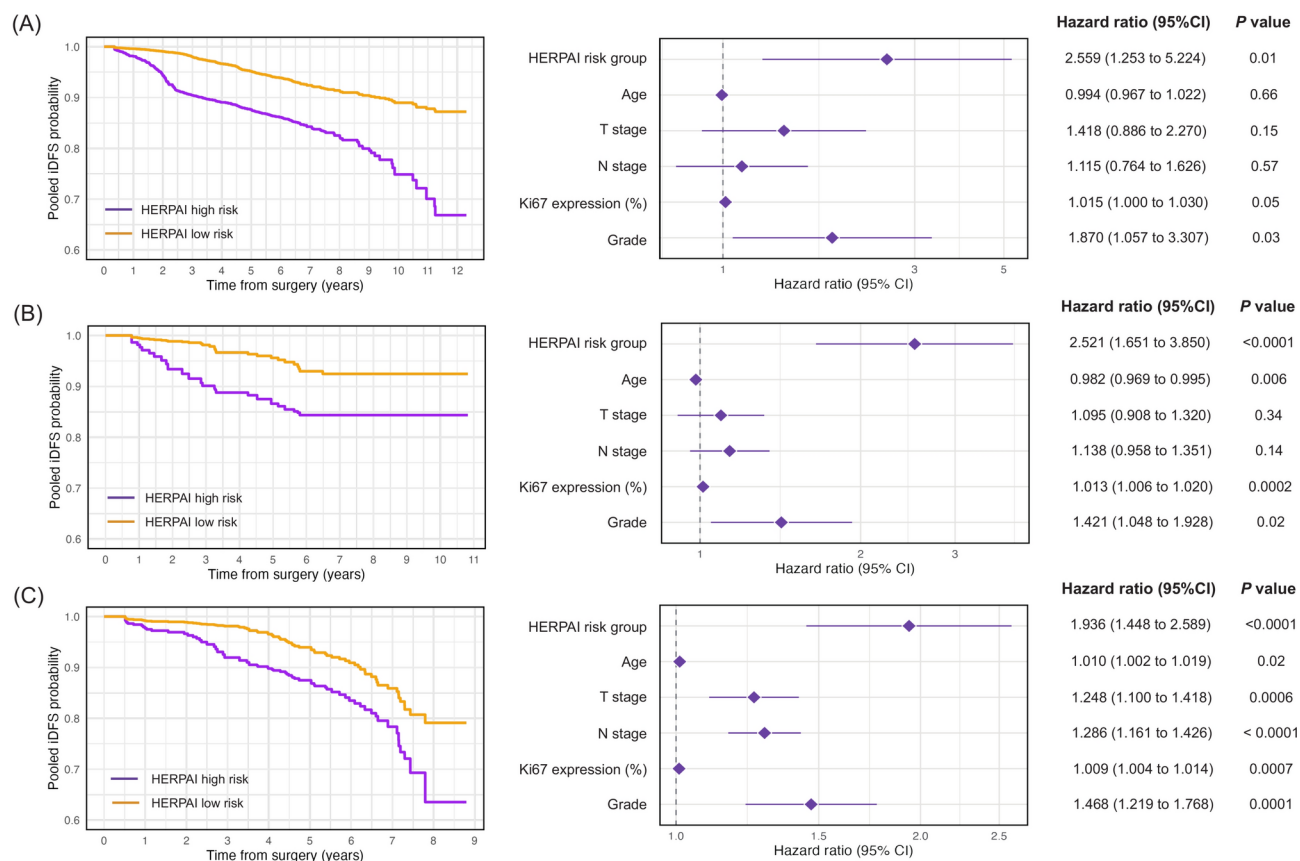 (A)
Pooled iDFS probability
1.0
0.9
0.8
0.7
0.6
HERPAI high risk
HERPAI low risk
0 1 2 3 4 5 6 7 8 9 10 11 12
Time from surgery (years)
HERPAI risk group
Age
T stage
N stage
Ki67 expression (%)
Grade
1 3 5
Hazard ratio (95% CI)
Hazard ratio (95%CI) P value
2.559 (1.253 to 5.224) 0.01
0.994 (0.967 to 1.022) 0.66
1.418 (0.886 to 2.270) 0.15
1.115 (0.764 to 1.626) 0.57
1.015 (1.000 to 1.030) 0.05
1.870 (1.057 to 3.307) 0.03
(B)
Pooled iDFS probability
1.0
0.9
0.8
0.7
0.6
HERPAI high risk
HERPAI low risk
0 1 2 3 4 5 6 7 8 9 10 11
Time from surgery (years)
HERPAI risk group
Age
T stage
N stage
Ki67 expression (%)
Grade
1 2 3
Hazard ratio (95% CI)
Hazard ratio (95%CI) P value
2.521 (1.651 to 3.850) <0.0001
0.982 (0.969 to 0.995) 0.006
1.095 (0.908 to 1.320) 0.34
1.138 (0.958 to 1.351) 0.14
1.013 (1.006 to 1.020) 0.0002
1.421 (1.048 to 1.928) 0.02
(C)
Pooled iDFS probability
1.0
0.9
0.8
0.7
0.6
HERPAI high risk
HERPAI low risk
0 1 2 3 4 5 6 7 8 9
Time from surgery (years)
HERPAI risk group
Age
T stage
N stage
Ki67 expression (%)
Grade
1.0 1.5 2.0 2.5
Hazard ratio (95% CI)
Hazard ratio (95%CI) P value
1.936 (1.448 to 2.589) <0.0001
1.010 (1.002 to 1.019) 0.02
1.248 (1.100 to 1.418) 0.0006
1.286 (1.161 to 1.426) < 0.0001
1.009 (1.004 to 1.014) 0.0007
1.468 (1.219 to 1.768) 0.0001